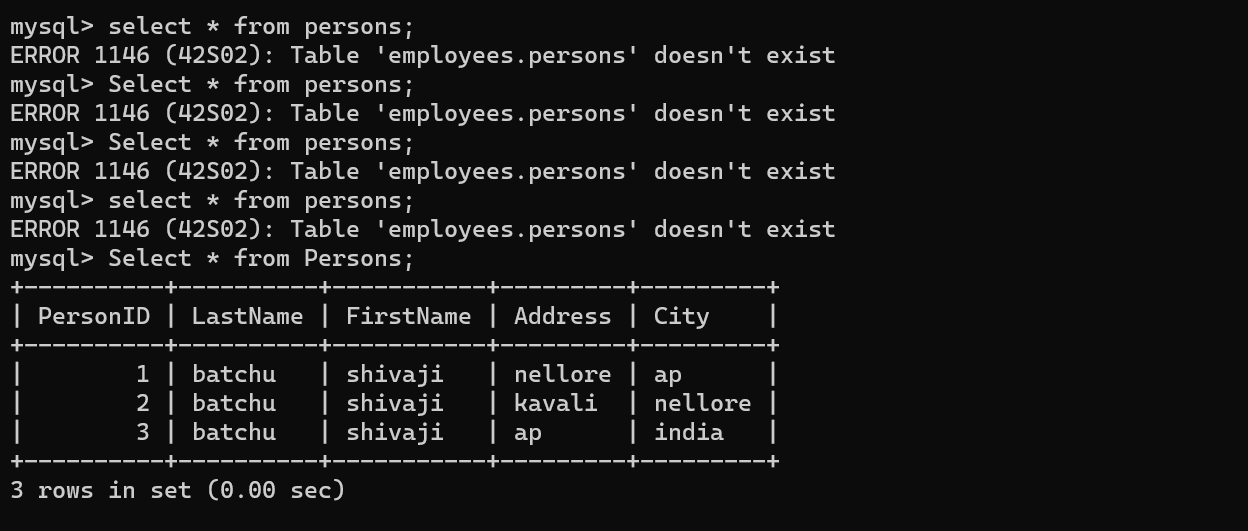 mysql> select * from persons;
ERROR 1146 (42S02): Table 'employees.persons' doesn't exist
mysql> Select * from persons;
ERROR 1146 (42S02): Table 'employees.persons' doesn't exist
mysql> Select * from persons;
ERROR 1146 (42S02): Table 'employees.persons' doesn't exist
mysql> select * from persons;
ERROR 1146 (42S02): Table 'employees.persons' doesn't exist
mysql> Select * from Persons;
+----------+----------+-----------+---------+---------+
| PersonID | LastName | FirstName | Address | City    |
+----------+----------+-----------+---------+---------+
|        1 | batchu   | shivaji   | nellore | ap      |
|        2 | batchu   | shivaji   | kavali  | nellore |
|        3 | batchu   | shivaji   | ap      | india   |
+----------+----------+-----------+---------+---------+
3 rows in set (0.00 sec)